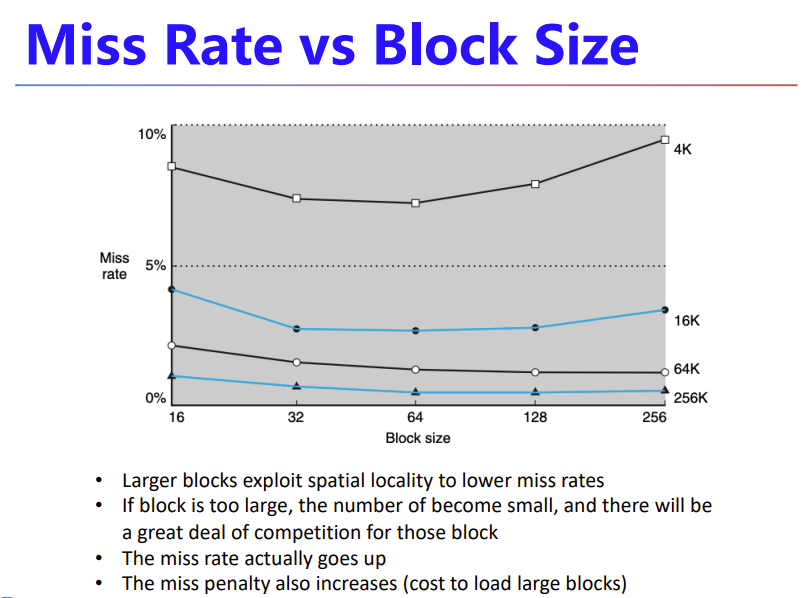 Miss Rate vs Block Size
10%
4K
Miss
rate
5%
16K
64K
256K
0%
16 32 64 128 256
Block size
• Larger blocks exploit spatial locality to lower miss rates
• If block is too large, the number of become small, and there will be
a great deal of competition for those block
• The miss rate actually goes up
• The miss penalty also increases (cost to load large blocks)